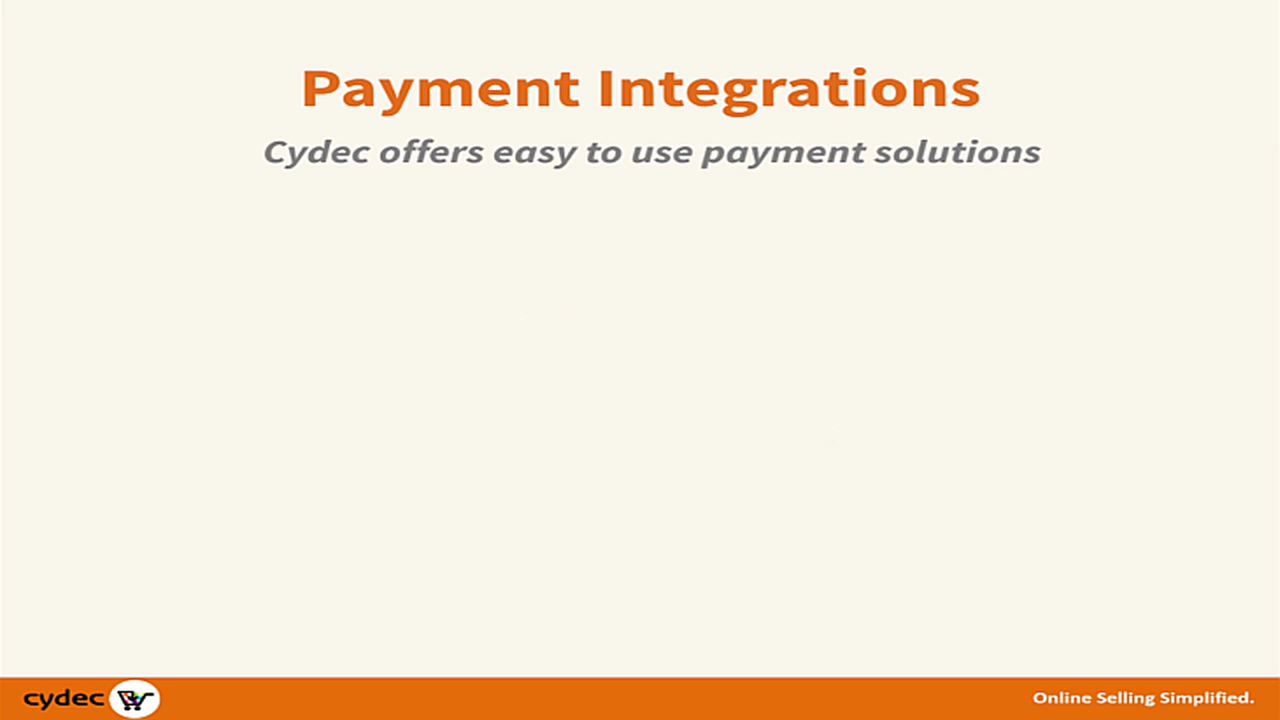 Payment Integrations
Cydec offers easy to use payment solutions
cydec
Online Selling Simplified.